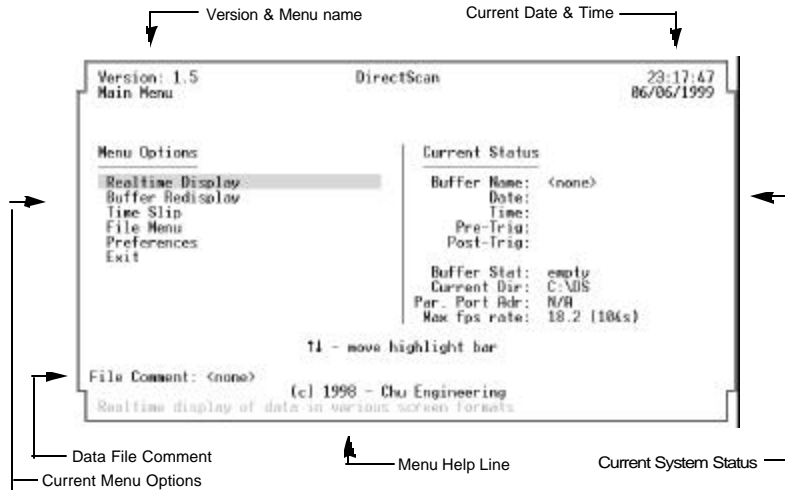 Version & Menu name
Current Date & Time
Version: 1.5 DirectScan 23:17:47
Main Menu 06/06/1999
Menu Options Current Status
Realtime Display Buffer Name: <none>
Buffer Redisplay Date:
Time Slip Time:
File Menu Pre-Trig:
Preferences Post-Trig:
Exit
Buffer Stat: empty
Current Dir: C:\DS
Par. Port Adr: N/A
Max fps rate: 18.2
↑↓ - move highlight bar
File Comment: <none>
(c) 1998 - Chu Engineering
Realtime display of data in various screen formats
Data File Comment
Menu Help Line
Current System Status
Current Menu Options